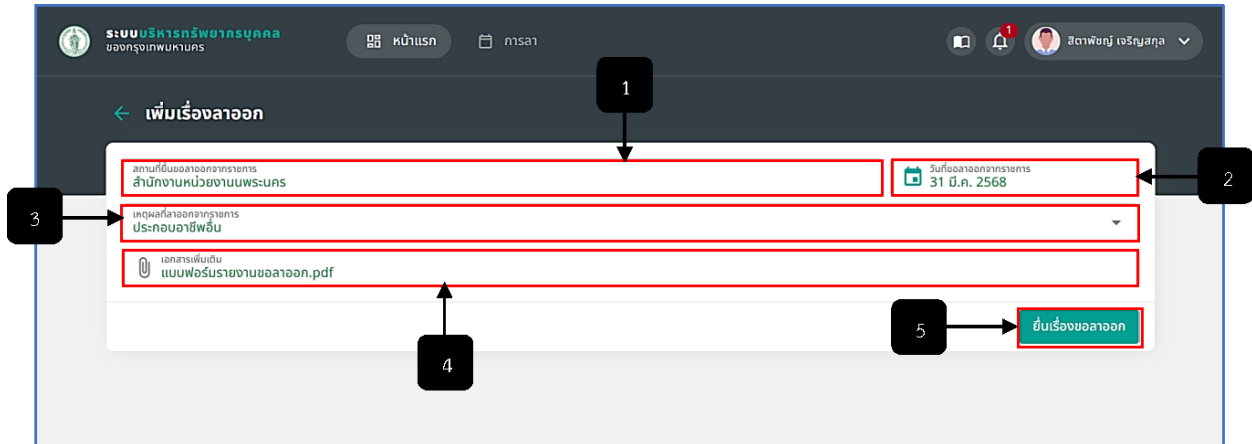 ระบบบริหารทรัพยากรบุคคล
ของกรุงเทพมหานคร
หน้าแรก
การลา
1
สิตาพัชญ์ เจริญสกุล
1
เพิ่มเรื่องลาออก
สถานที่ยื่นขอลาออกจากราชการ
สำนักงานหน่วยงานนพระนคร
วันที่ขอลาออกจากราชการ
31 มี.ค. 2568
2
3
เหตุผลที่ลาออกจากราชการ
ประกอบอาชีพอื่น
เอกสารเพิ่มเติม
แบบฟอร์มรายงานขอลาออก.pdf
5
ยื่นเรื่องขอลาออก
4